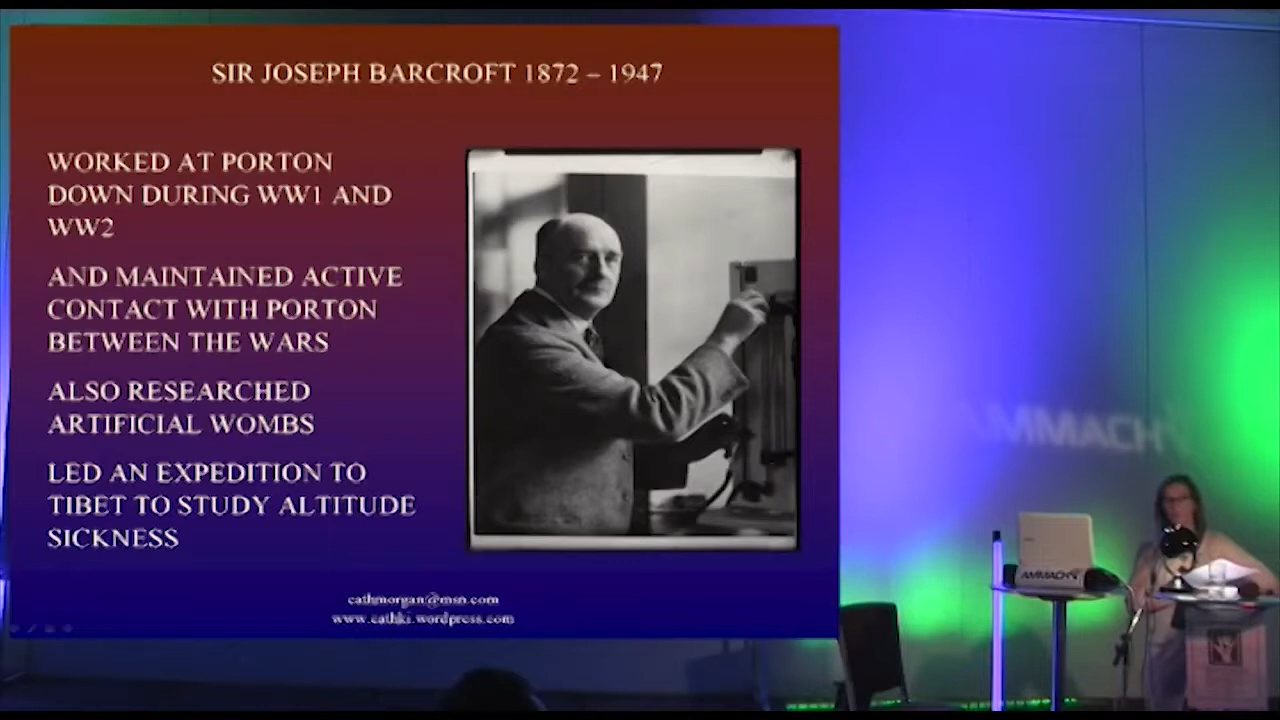 SIR JOSEPH BARCROFT 1872 – 1947
WORKED AT PORTON
DOWN DURING WW1 AND
WW2
AND MAINTAINED ACTIVE
CONTACT WITH PORTON
BETWEEN THE WARS
ALSO RESEARCHED
ARTIFICIAL WOMBS
LED AN EXPEDITION TO
TIBET TO STUDY ALTITUDE
SICKNESS
cathmorgan@msn.com
www.cathki.wordpress.com
AMMACH
AMMACH